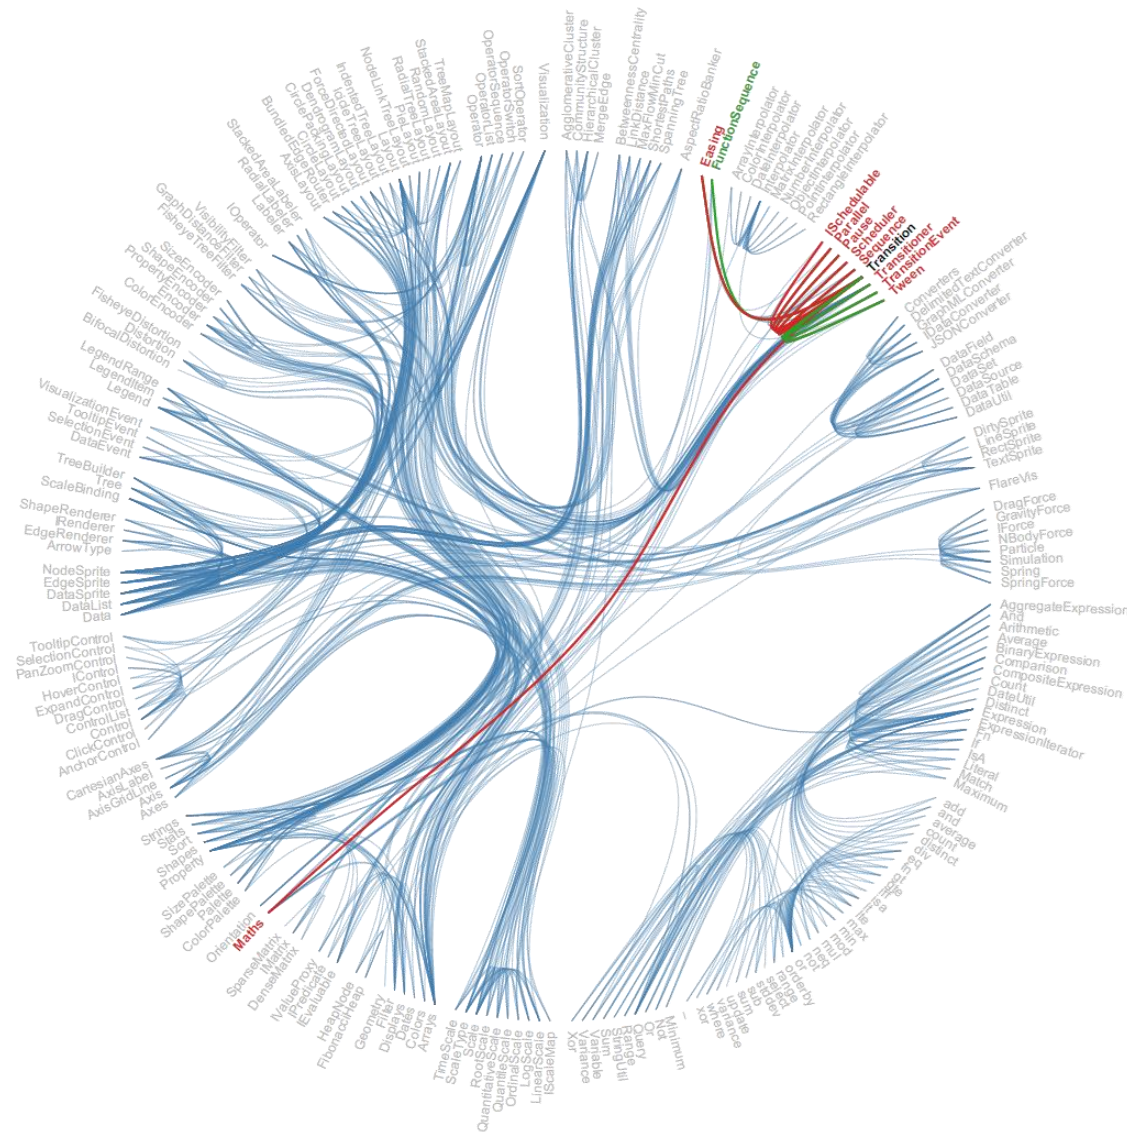 AgglomerativeCluster
CommunityStructure
HierarchicalCluster
MergeEdge
BetweennessCentrality
LinkDistance
MaxFlowMinCut
ShortestPaths
SpanningTree
AspectRatioBanker
Easing
FunctionSequence
ArrayInterpolator
ColorInterpolator
DateInterpolator
Interpolator
MatrixInterpolator
NumberInterpolator
ObjectInterpolator
PointInterpolator
RectangleInterpolator
ISchedulable
Parallel
Pause
Scheduler
Sequence
Transition
Transitioner
TransitionEvent
Tween
Converters
DelimitedTextConverter
GraphMLConverter
IDataConverter
JSONConverter
DataField
DataSchema
DataSet
DataSource
DataTable
DataUtil
DirtySprite
LineSprite
RectSprite
TextSprite
FlareVis
DragForce
GravityForce
IForce
NBodyForce
Particle
Simulation
Spring
SpringForce
AggregateExpression
And
Arithmetic
Average
BinaryExpression
Comparison
CompositeExpression
Count
DateUtil
Distinct
Expression
ExpressionIterator
Fn
If
IsA
Literal
Match
Maximum
add
and
average
count
distinct
div
eq
max
min
mod
mul
neq
not
or
orderby
range
select
stddev
sub
sum
update
variance
where
xor
_
Minimum
Not
Or
Query
Range
StringUtil
Sum
Variable
Variance
Xor
IScaleMap
LinearScale
LogScale
OrdinalScale
QuantileScale
QuantitativeScale
RootScale
Scale
ScaleType
TimeScale
Arrays
Colors
Dates
Displays
Filter
Geometry
FibonacciHeap
HeapNode
IEvaluable
IPredicate
IValueProxy
DenseMatrix
IMatrix
SparseMatrix
Maths
Orientation
ColorPalette
Palette
ShapePalette
SizePalette
Property
Shapes
Sort
Stats
Strings
Axes
Axis
AxisGridLine
AxisLabel
CartesianAxes
AnchorControl
ClickControl
Control
ControlList
DragControl
ExpandControl
HoverControl
IControl
PanZoomControl
SelectionControl
TooltipControl
Data
DataList
DataSprite
EdgeSprite
NodeSprite
ArrowType
EdgeRenderer
IRenderer
ShapeRenderer
ScaleBinding
Tree
TreeBuilder
DataEvent
SelectionEvent
TooltipEvent
VisualizationEvent
Legend
LegendItem
LegendRange
BifocalDistortion
Distortion
FisheyeDistortion
ColorEncoder
Encoder
PropertyEncoder
ShapeEncoder
SizeEncoder
FisheyeTreeFilter
GraphDistanceFilter
VisibilityFilter
IOperator
Labeler
RadialLabeler
StackedAreaLabeler
AxisLayout
BundledEdgeRouter
CircleLayout
CirclePackingLayout
DendrogramLayout
ForceDirectedLayout
IcicleTreeLayout
IndentedTreeLayout
Layout
NodeLinkTreeLayout
PieLayout
RadialTreeLayout
RandomLayout
StackedAreaLayout
TreeMapLayout
Operator
OperatorList
OperatorSequence
OperatorSwitch
SortOperator
Visualization